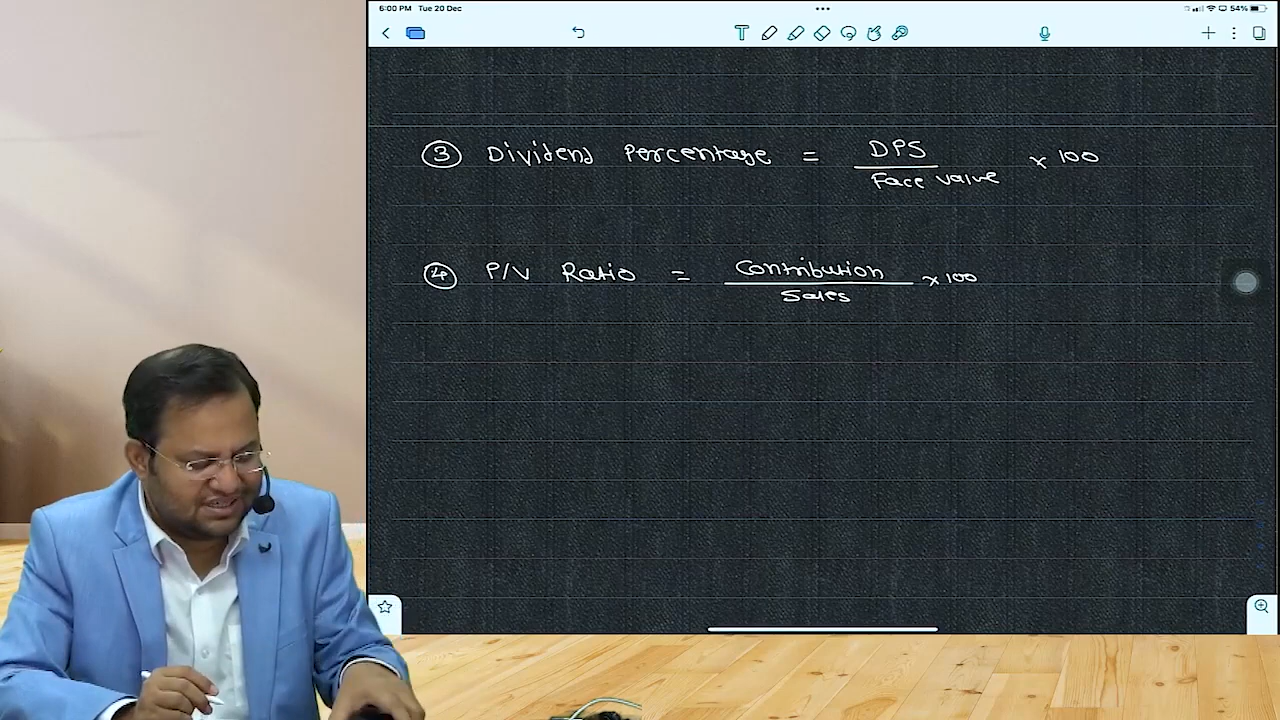 6:00 PM Tue 20 Dec
54%
③ Dividend Percentage = DPS / Face value × 100
④ P/V Ratio = Contribution / Sales × 100